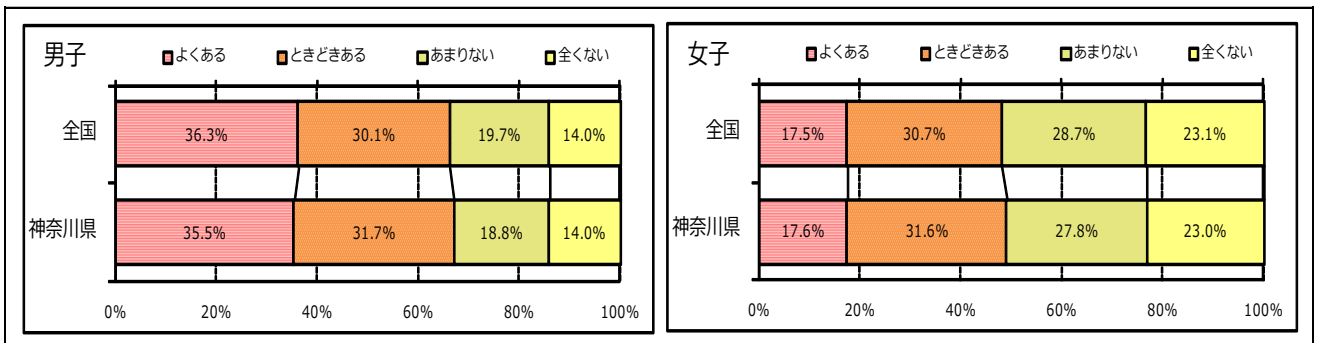 男子
よくある ときどきある あまりない 全くない
全国
36.3% 30.1% 19.7% 14.0%
神奈川県
35.5% 31.7% 18.8% 14.0%
0% 20% 40% 60% 80% 100%
女子
よくある ときどきある あまりない 全くない
全国
17.5% 30.7% 28.7% 23.1%
神奈川県
17.6% 31.6% 27.8% 23.0%
0% 20% 40% 60% 80% 100%